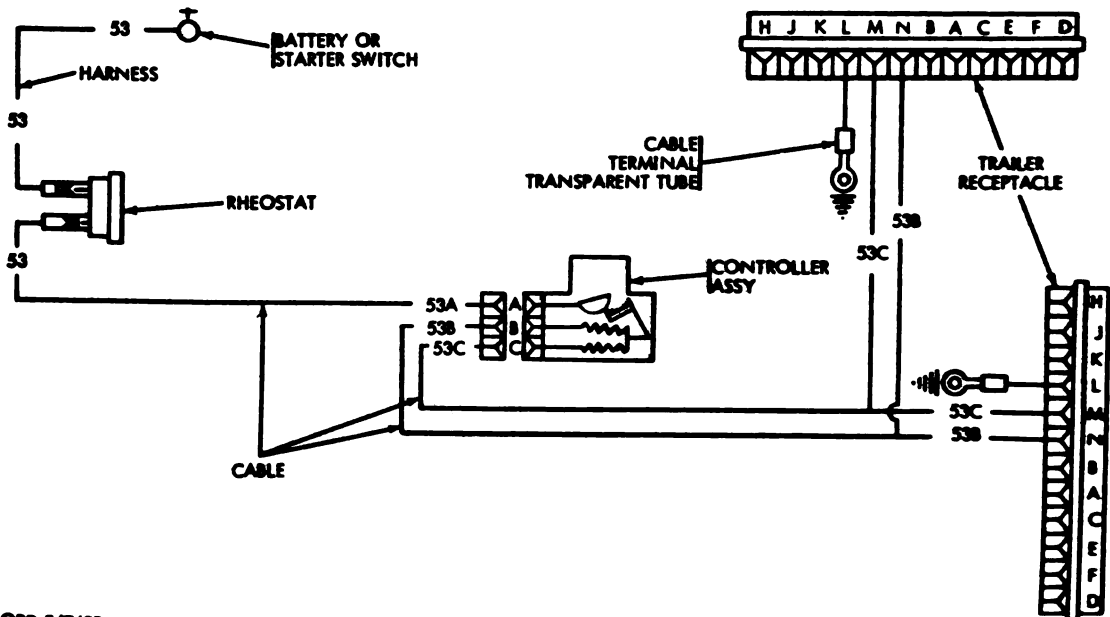 53
BATTERY OR
STARTER SWITCH
HARNESS
53
RHEOSTAT
53
H J K L M N B A C E F D
CABLE
TERMINAL
TRANSPARENT TUBE
TRAILER
RECEPTACLE
53B
53C
CONTROLLER
ASSY
53A
53B
53C
A
B
C
CABLE
53C
53B
H
J
K
L
M
N
B
A
C
E
F
D